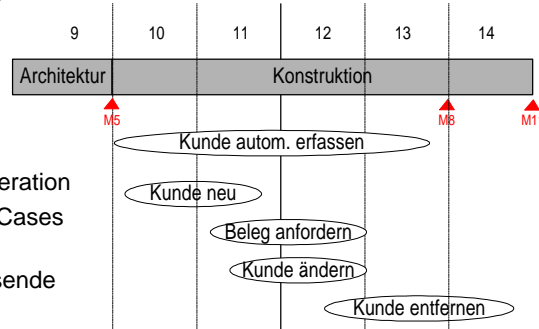 9 10 11 12 13 14
Architektur Konstruktion
M5 M8 M1
Kunde autom. erfassen
eration
Kunde neu
Cases
Beleg anfordern
Kunde ändern
sende
Kunde entfernen